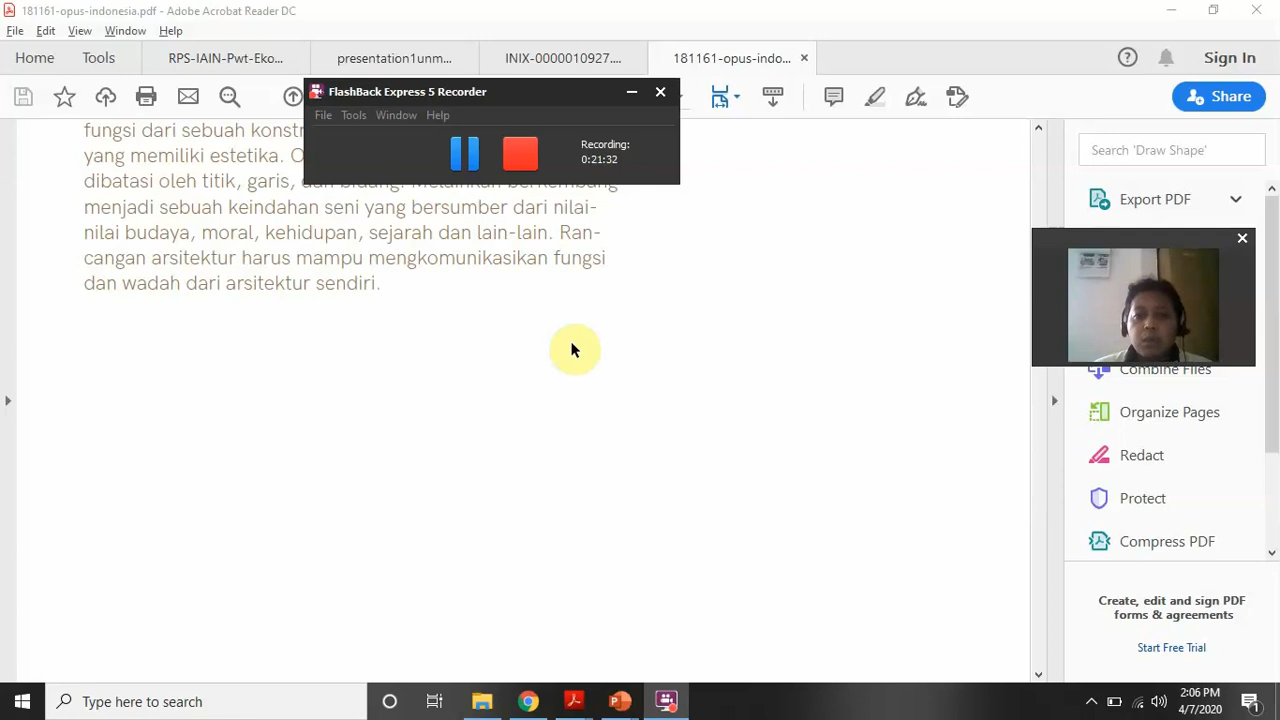 181161-opus-indonesia.pdf - Adobe Acrobat Reader DC
File Edit View Window Help
Home Tools RPS-IAIN-Pwt-Eko... presentation1unm... INIX-0000010927.... 181161-opus-indo... Sign In
FlashBack Express 5 Recorder
File Tools Window Help
Recording:
0:21:32
Share
Search 'Draw Shape'
Export PDF
Combine Files
Organize Pages
Redact
Protect
Compress PDF
Create, edit and sign PDF
forms & agreements
Start Free Trial
fungsi dari sebuah konst
yang memiliki estetika.
dibatasi oleh titik, garis,
menjadi sebuah keindahan seni yang bersumber dari nilai-
nilai budaya, moral, kehidupan, sejarah dan lain-lain. Ran-
cangan arsitektur harus mampu mengkomunikasikan fungsi
dan wadah dari arsitektur sendiri.
Type here to search
2:06 PM
4/7/2020
1